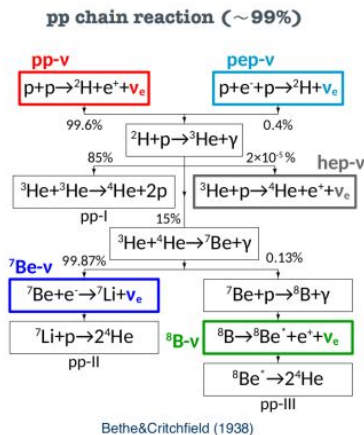 pp chain reaction (~99%)
pp-ν pep-ν
p+p→²H+e⁺+νₑ p+e⁻+p→²H+νₑ
99.6% 0.4%
²H+p→³He+γ
85% 2×10⁻⁵% hep-ν
³He+³He→⁴He+2p ³He+p→⁴He+e⁺+νₑ
pp-I
15%
³He+⁴He→⁷Be+γ
⁷Be-ν 99.87% 0.13%
⁷Be+e⁻→⁷Li+νₑ ⁷Be+p→⁸B+γ
⁷Li+p→2⁴He ⁸B-ν ⁸B→⁸Be*+e⁺+νₑ
pp-II
⁸Be*→2⁴He
pp-III
Bethe&Critchfield (1938)